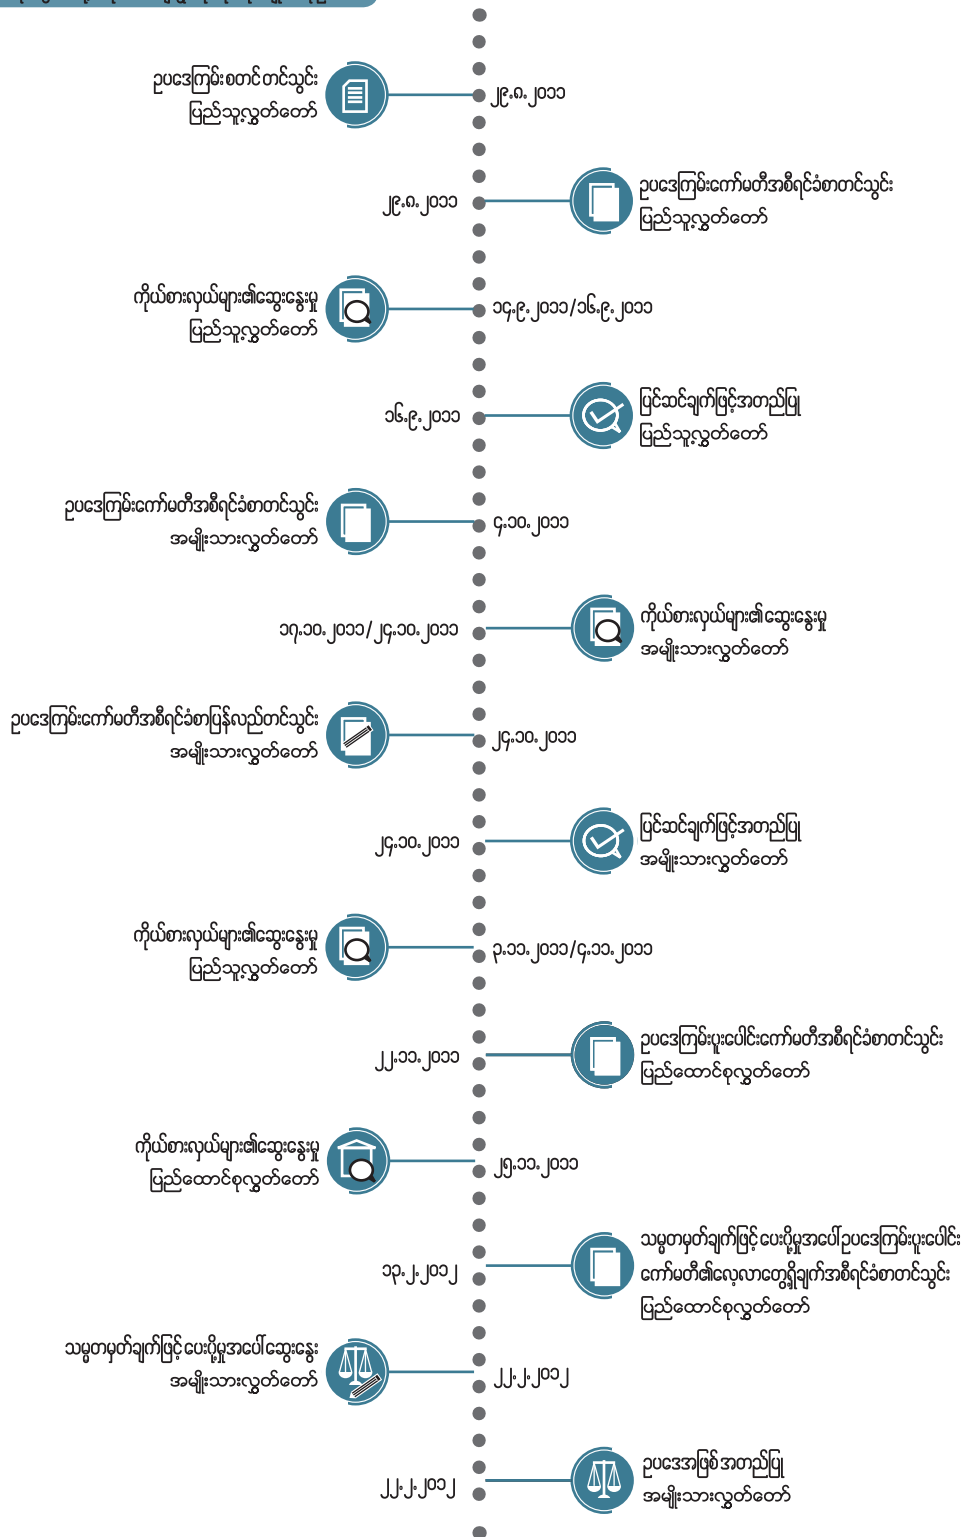 ဥပဒေကြမ်းစတင်တင်သွင်း
ပြည်သူ့လွှတ်တော်
၂၉.၈.၂၀၁၁
ဥပဒေကြမ်းကော်မတီအစီရင်ခံစာတင်သွင်း
ပြည်သူ့လွှတ်တော်
၂၉.၈.၂၀၁၁
ကိုယ်စားလှယ်များ၏ဆွေးနွေးမှု
ပြည်သူ့လွှတ်တော်
၁၄.၉.၂၀၁၁/၁၆.၉.၂၀၁၁
ပြင်ဆင်ချက်ဖြင့်အတည်ပြု
ပြည်သူ့လွှတ်တော်
၁၆.၉.၂၀၁၁
ဥပဒေကြမ်းကော်မတီအစီရင်ခံစာတင်သွင်း
အမျိုးသားလွှတ်တော်
၄.၁၀.၂၀၁၁
ကိုယ်စားလှယ်များ၏ဆွေးနွေးမှု
အမျိုးသားလွှတ်တော်
၁၇.၁၀.၂၀၁၁/၂၄.၁၀.၂၀၁၁
ဥပဒေကြမ်းကော်မတီအစီရင်ခံစာပြန်လည်တင်သွင်း
အမျိုးသားလွှတ်တော်
၂၄.၁၀.၂၀၁၁
ပြင်ဆင်ချက်ဖြင့်အတည်ပြု
အမျိုးသားလွှတ်တော်
၂၄.၁၀.၂၀၁၁
ကိုယ်စားလှယ်များ၏ဆွေးနွေးမှု
ပြည်သူ့လွှတ်တော်
၃.၁၁.၂၀၁၁/၄.၁၁.၂၀၁၁
ဥပဒေကြမ်းပူးပေါင်းကော်မတီအစီရင်ခံစာတင်သွင်း
ပြည်ထောင်စုလွှတ်တော်
၂၂.၁၁.၂၀၁၁
ကိုယ်စားလှယ်များ၏ဆွေးနွေးမှု
ပြည်ထောင်စုလွှတ်တော်
၂၅.၁၁.၂၀၁၁
သမ္မတမှတ်ချက်ဖြင့် ပေးပို့မှုအပေါ် ဥပဒေကြမ်းပူးပေါင်း
ကော်မတီ၏လေ့လာတွေ့ရှိချက်အစီရင်ခံစာတင်သွင်း
ပြည်ထောင်စုလွှတ်တော်
၁၃.၂.၂၀၁၂
သမ္မတမှတ်ချက်ဖြင့် ပေးပို့မှုအပေါ် ဆွေးနွေး
အမျိုးသားလွှတ်တော်
၂၂.၂.၂၀၁၂
ဥပဒေအဖြစ် အတည်ပြု
အမျိုးသားလွှတ်တော်
၂၂.၂.၂၀၁၂